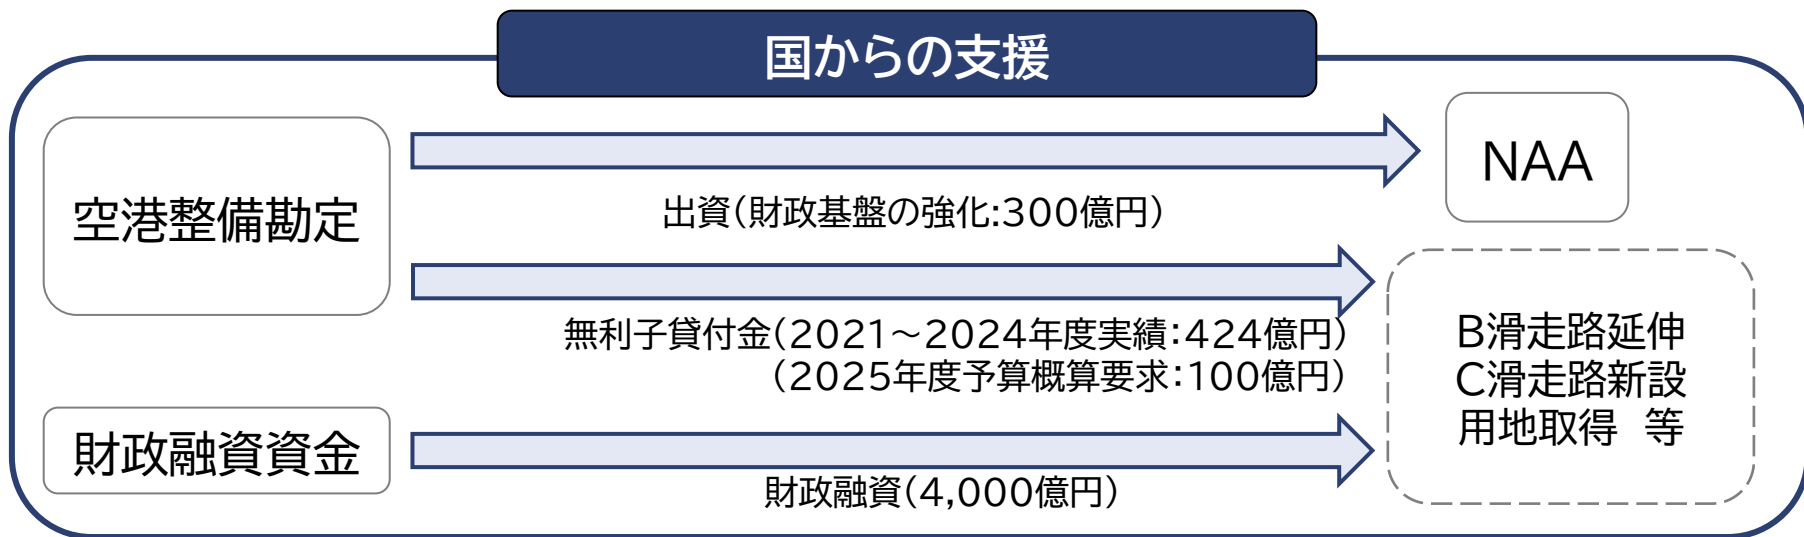 国からの支援
空港整備勘定
NAA
出資(財政基盤の強化:300億円)
無利子貸付金(2021～2024年度実績:424億円)
(2025年度予算概算要求:100億円)
B滑走路延伸
C滑走路新設
用地取得 等
財政融資資金
財政融資(4,000億円)